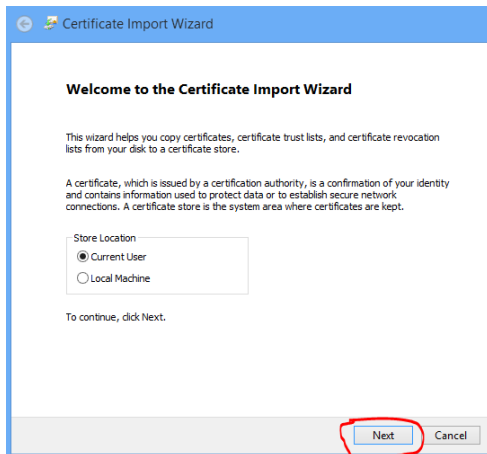 Certificate Import Wizard
Welcome to the Certificate Import Wizard
This wizard helps you copy certificates, certificate trust lists, and certificate revocation
lists from your disk to a certificate store.
A certificate, which is issued by a certification authority, is a confirmation of your identity
and contains information used to protect data or to establish secure network
connections. A certificate store is the system area where certificates are kept.
Store Location
Current User
Local Machine
To continue, click Next.
Next
Cancel